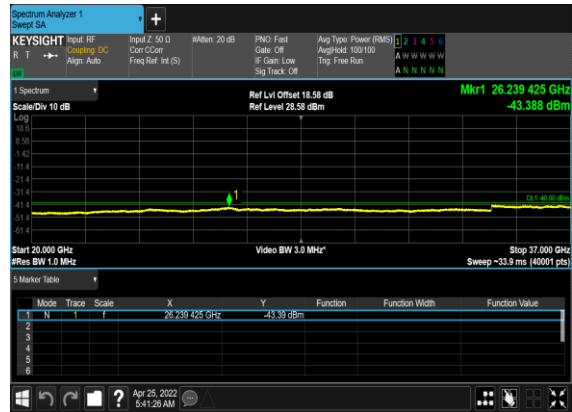 Spectrum Analyzer 1
Swept SA
+
KEYSIGHT Input: RF Input Z: 50 Ω #Atten: 20 dB PNO: Fast Avg Type: Power (RMS) 1 2 3 4 5 6
R T Coupling: DC Corr CCorr Gate: Off Avg|Hold: 100/100 A W W W W W
Align: Auto Freq Ref: Int (S) IF Gain: Low Trig: Free Run
Sig Track: Off A N N N N N
1 Spectrum Ref Lvl Offset 18.58 dB Mkr1 26.239 425 GHz
Scale/Div 10 dB Ref Level 28.58 dBm -43.388 dBm
Log
18.6
8.58
-1.42
-11.4
-21.4
-31.4
1
DL1 -40.00 dBm
-41.4
-51.4
-61.4
Start 20.000 GHz Video BW 3.0 MHz* Stop 37.000 GHz
#Res BW 1.0 MHz Sweep ~33.9 ms (40001 pts)
5 Marker Table
Mode Trace Scale X Y Function Function Width Function Value
1 N 1 f 26.239 425 GHz -43.39 dBm
2
3
4
5
6
? Apr 25, 2022
5:41:26 AM